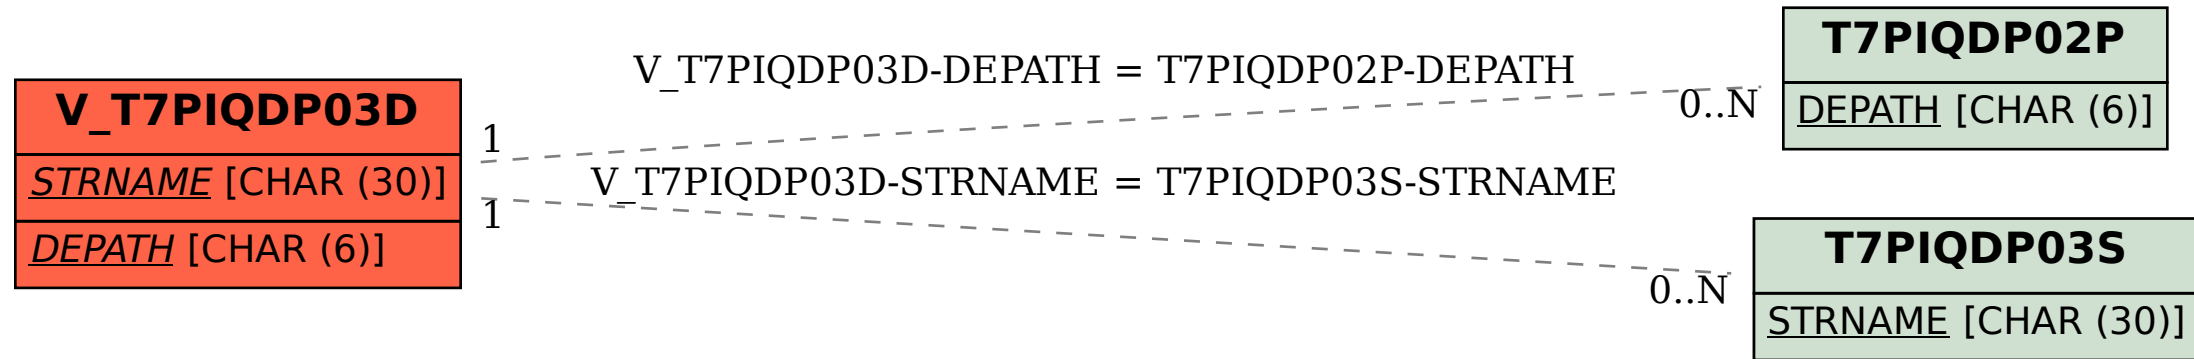 V_T7PIQDP03D
STRNAME [CHAR (30)]
DEPATH [CHAR (6)]
V_T7PIQDP03D-DEPATH = T7PIQDP02P-DEPATH
1
0..N
V_T7PIQDP03D-STRNAME = T7PIQDP03S-STRNAME
1
0..N
T7PIQDP02P
DEPATH [CHAR (6)]
T7PIQDP03S
STRNAME [CHAR (30)]